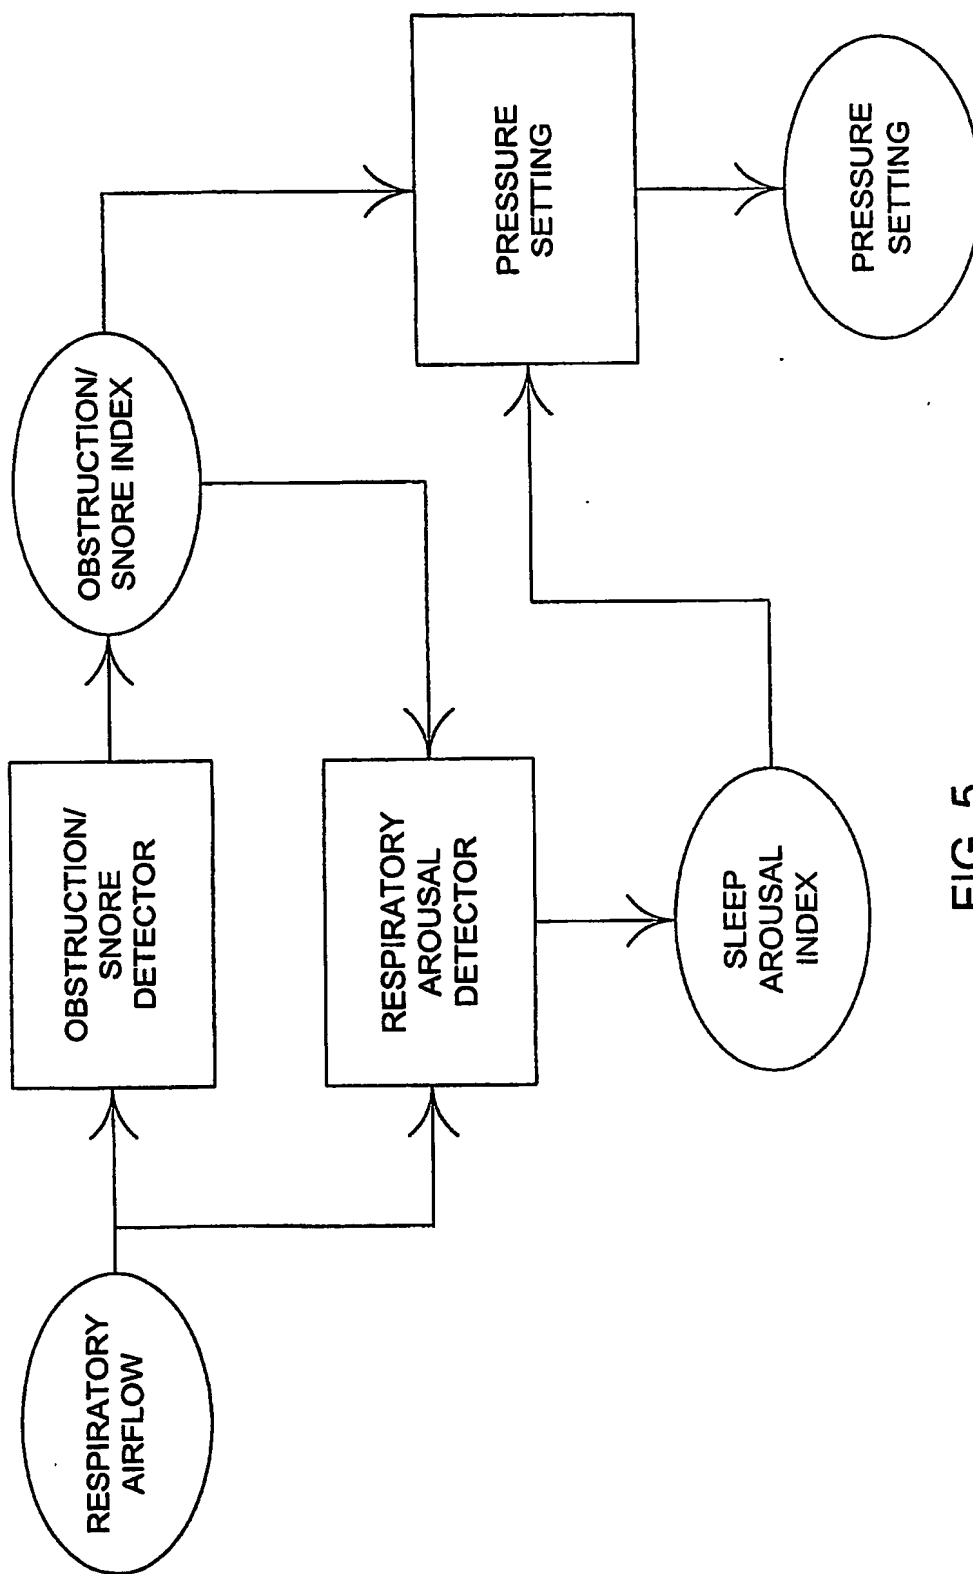 RESPIRATORY
AIRFLOW
OBSTRUCTION/
SNORE
DETECTOR
OBSTRUCTION/
SNORE INDEX
RESPIRATORY
AROUSAL
DETECTOR
SLEEP
AROUSAL
INDEX
PRESSURE
SETTING
PRESSURE
SETTING
FIG. 5